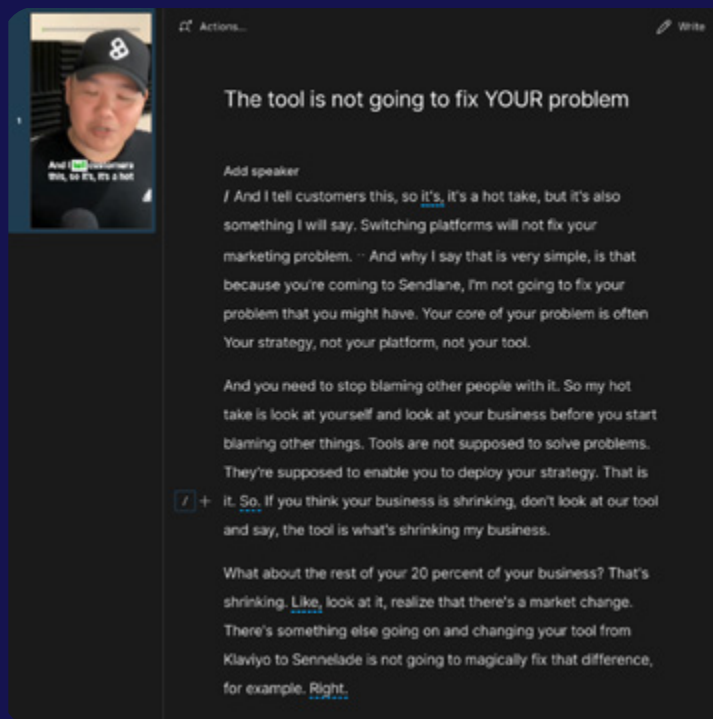 Actions...
Write
1
And I tell customers
this, so it's, it's a hot
The tool is not going to fix YOUR problem
Add speaker
/ And I tell customers this, so it's, it's a hot take, but it's also
something I will say. Switching platforms will not fix your
marketing problem. ·· And why I say that is very simple, is that
because you're coming to Sendlane, I'm not going to fix your
problem that you might have. Your core of your problem is often
Your strategy, not your platform, not your tool.
And you need to stop blaming other people with it. So my hot
take is look at yourself and look at your business before you start
blaming other things. Tools are not supposed to solve problems.
They're supposed to enable you to deploy your strategy. That is
/ + it. So. If you think your business is shrinking, don't look at our tool
and say, the tool is what's shrinking my business.
What about the rest of your 20 percent of your business? That's
shrinking. Like, look at it, realize that there's a market change.
There's something else going on and changing your tool from
Klaviyo to Sennelade is not going to magically fix that difference,
for example. Right.